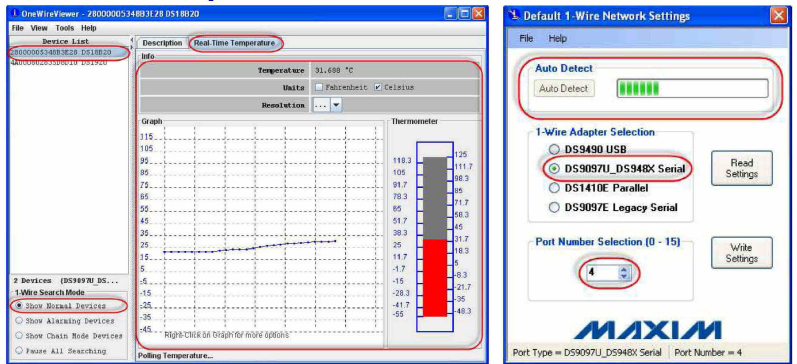 OneWireViewer - 28000005348B3E28 DS18B20
File View Tools Help
Device List
28000005348B3E28 DS18B20
DS1920
Description
Real-Time Temperature
Info
Temperature 31.688 °C
Units Fahrenheit Celsius
Resolution ...
Graph
115
105
95
85
75
65
55
45
35
25
15
5
-5
-15
-25
-35
-45
Right-Click on Graph for more options
Thermometer
118.3
105
91.7
78.3
65
51.7
38.3
25
11.7
-1.7
-15
-28.3
-41.7
-55
125
111.7
98.3
85
71.7
58.3
45
31.7
18.3
5
-8.3
-21.7
-35
-48.3
2 Devices (DS9097U_DS...
1-Wire Search Mode
Show Normal Devices
Show Alarming Devices
Show Chain Mode Devices
Pause All Searching
Polling Temperature...
Default 1-Wire Network Settings
File Help
Auto Detect
Auto Detect
1-Wire Adapter Selection
DS9490 USB
DS9097U_DS948X Serial
DS1410E Parallel
DS9097E Legacy Serial
Read Settings
Port Number Selection (0 - 15)
4
Write Settings
MAXIM
Port Type = DS9097U_DS948X Serial Port Number = 4